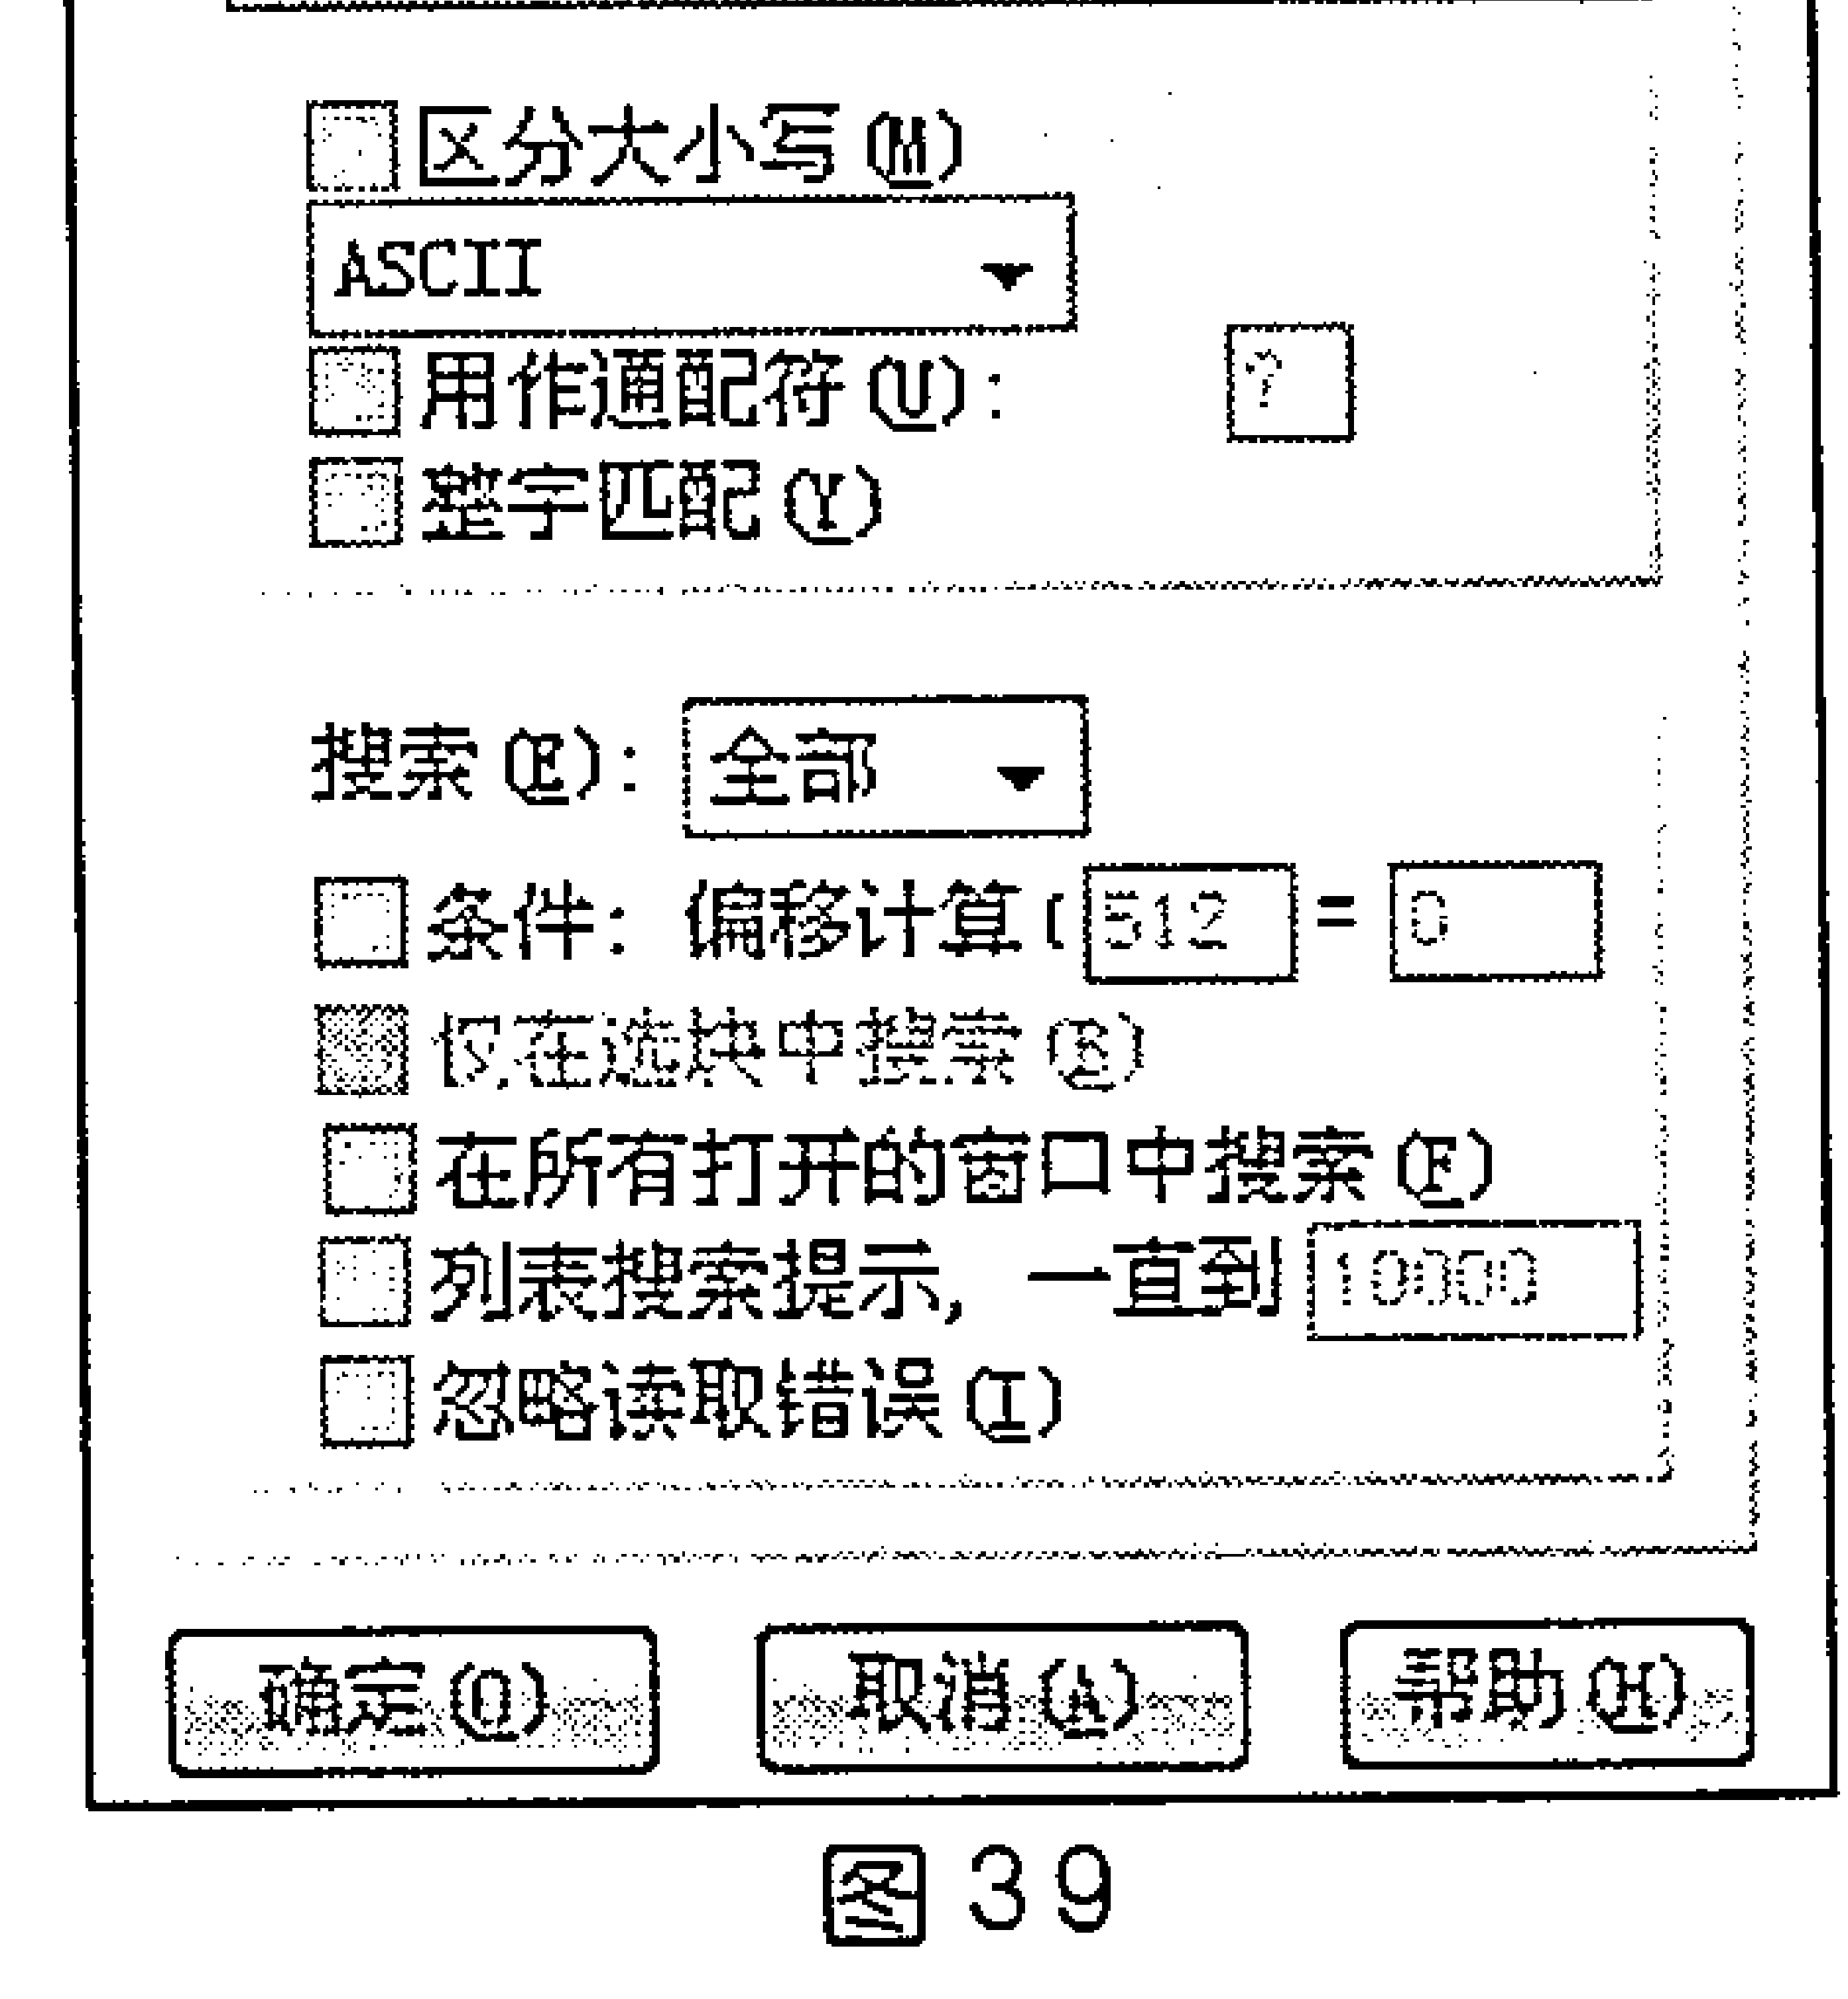 区分大小写(M)
ASCII
用作通配符(U): ?
整字匹配(Y)
搜索(E): 全部
条件: 偏移计算( 512 = 0
仅在选块中搜索(R)
在所有打开的窗口中搜索(F)
列表搜索提示, 一直到 10000
忽略读取错误(I)
确定(O) 取消(A) 帮助(H)
图 39